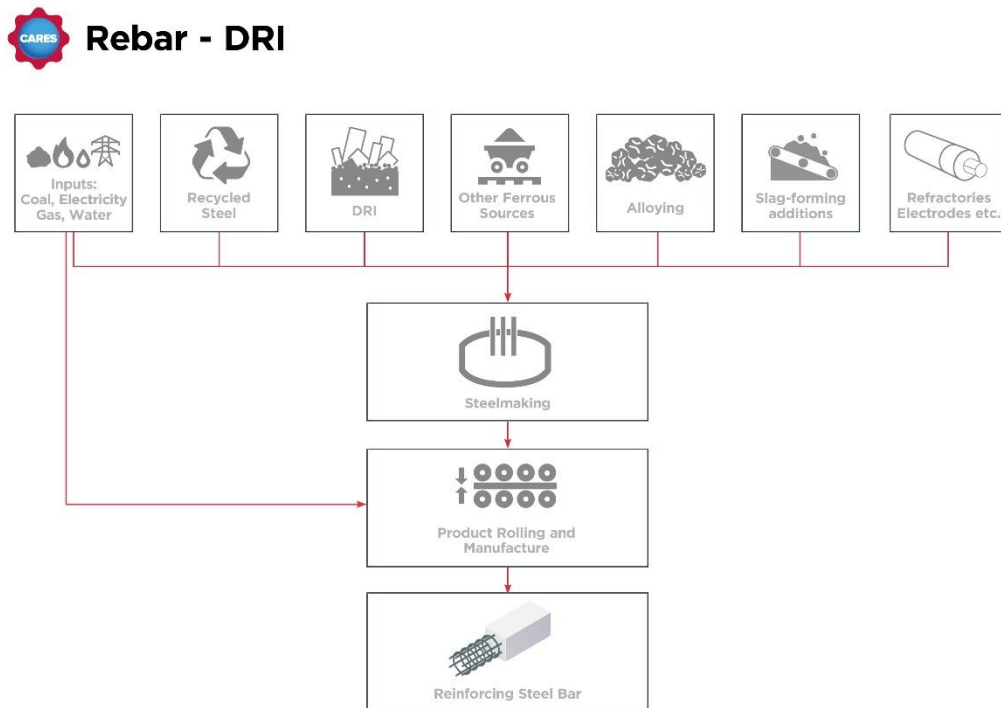 CARES
Rebar - DRI
Inputs:
Coal, Electricity
Gas, Water
Recycled
Steel
DRI
Other Ferrous
Sources
Alloying
Slag-forming
additions
Refractories
Electrodes etc..
Steelmaking
Product Rolling and
Manufacture
Reinforcing Steel Bar